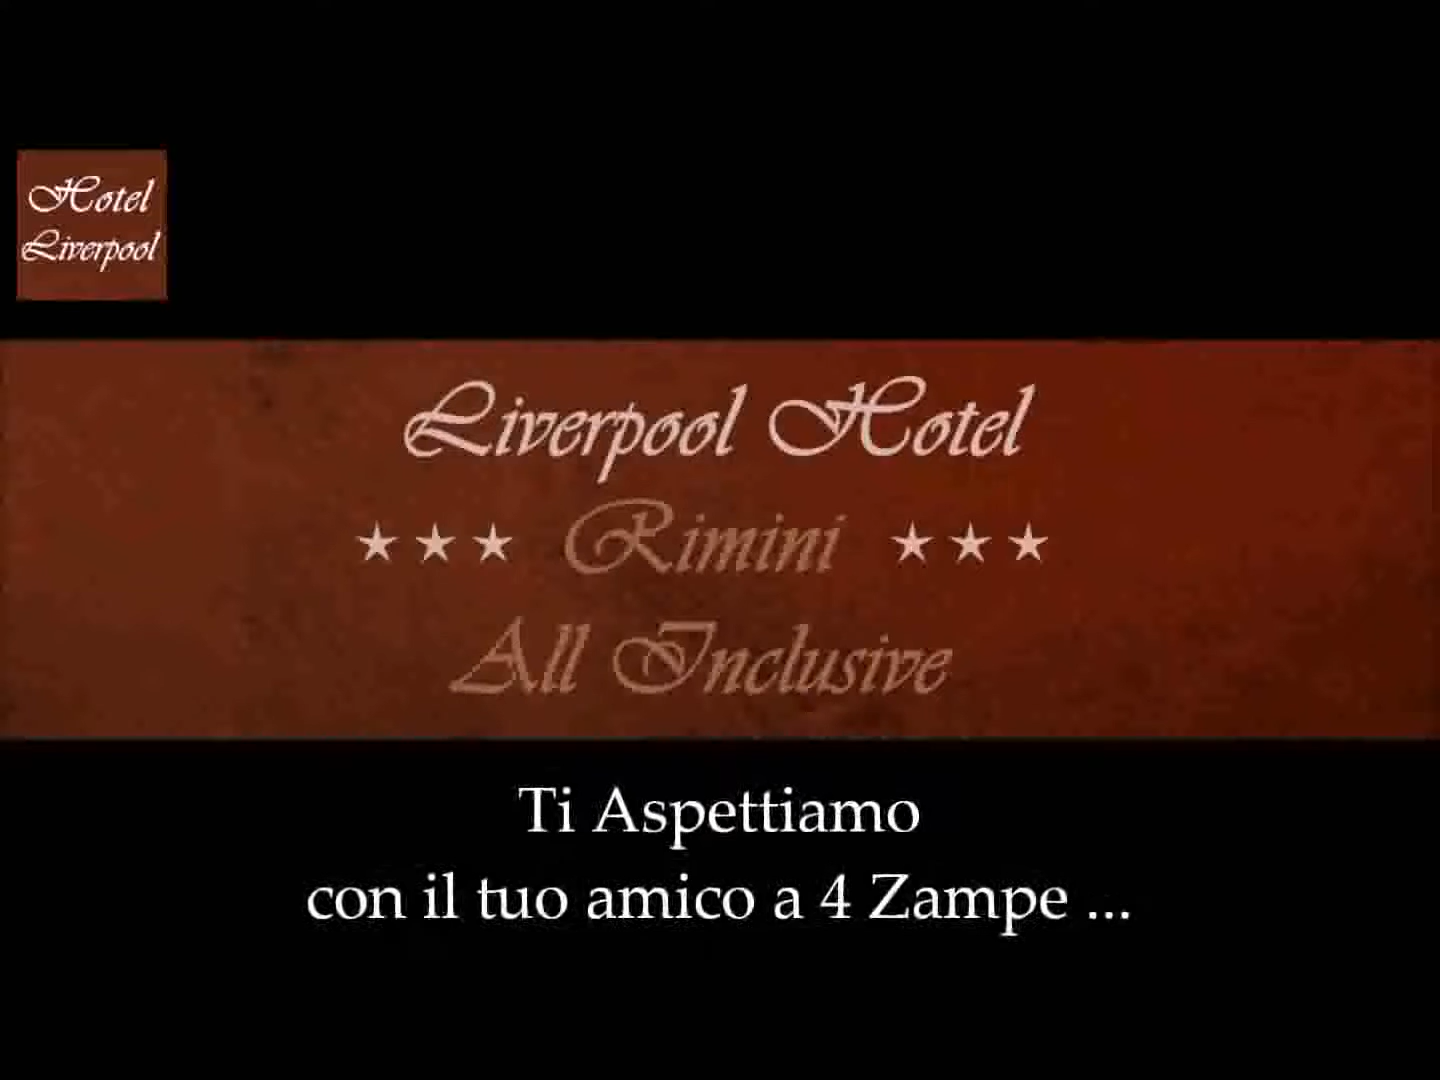 Hotel
Liverpool
Liverpool Hotel
★ ★ ★ Rimini ★ ★ ★
All Inclusive
Ti Aspettiamo
con il tuo amico a 4 Zampe ...